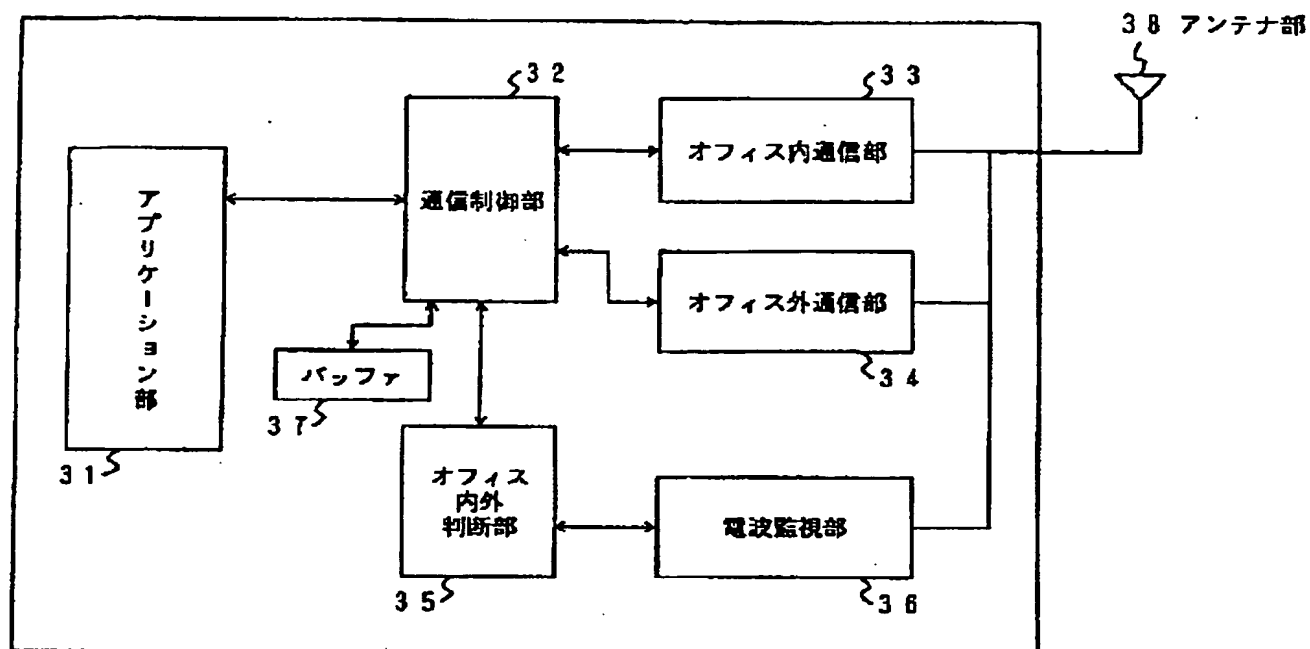 38 アンテナ部
32
33
オフィス内通信部
アプリケーション部
通信制御部
オフィス外通信部
34
バッファ
37
31
オフィス
内外
判断部
電波監視部
35
36